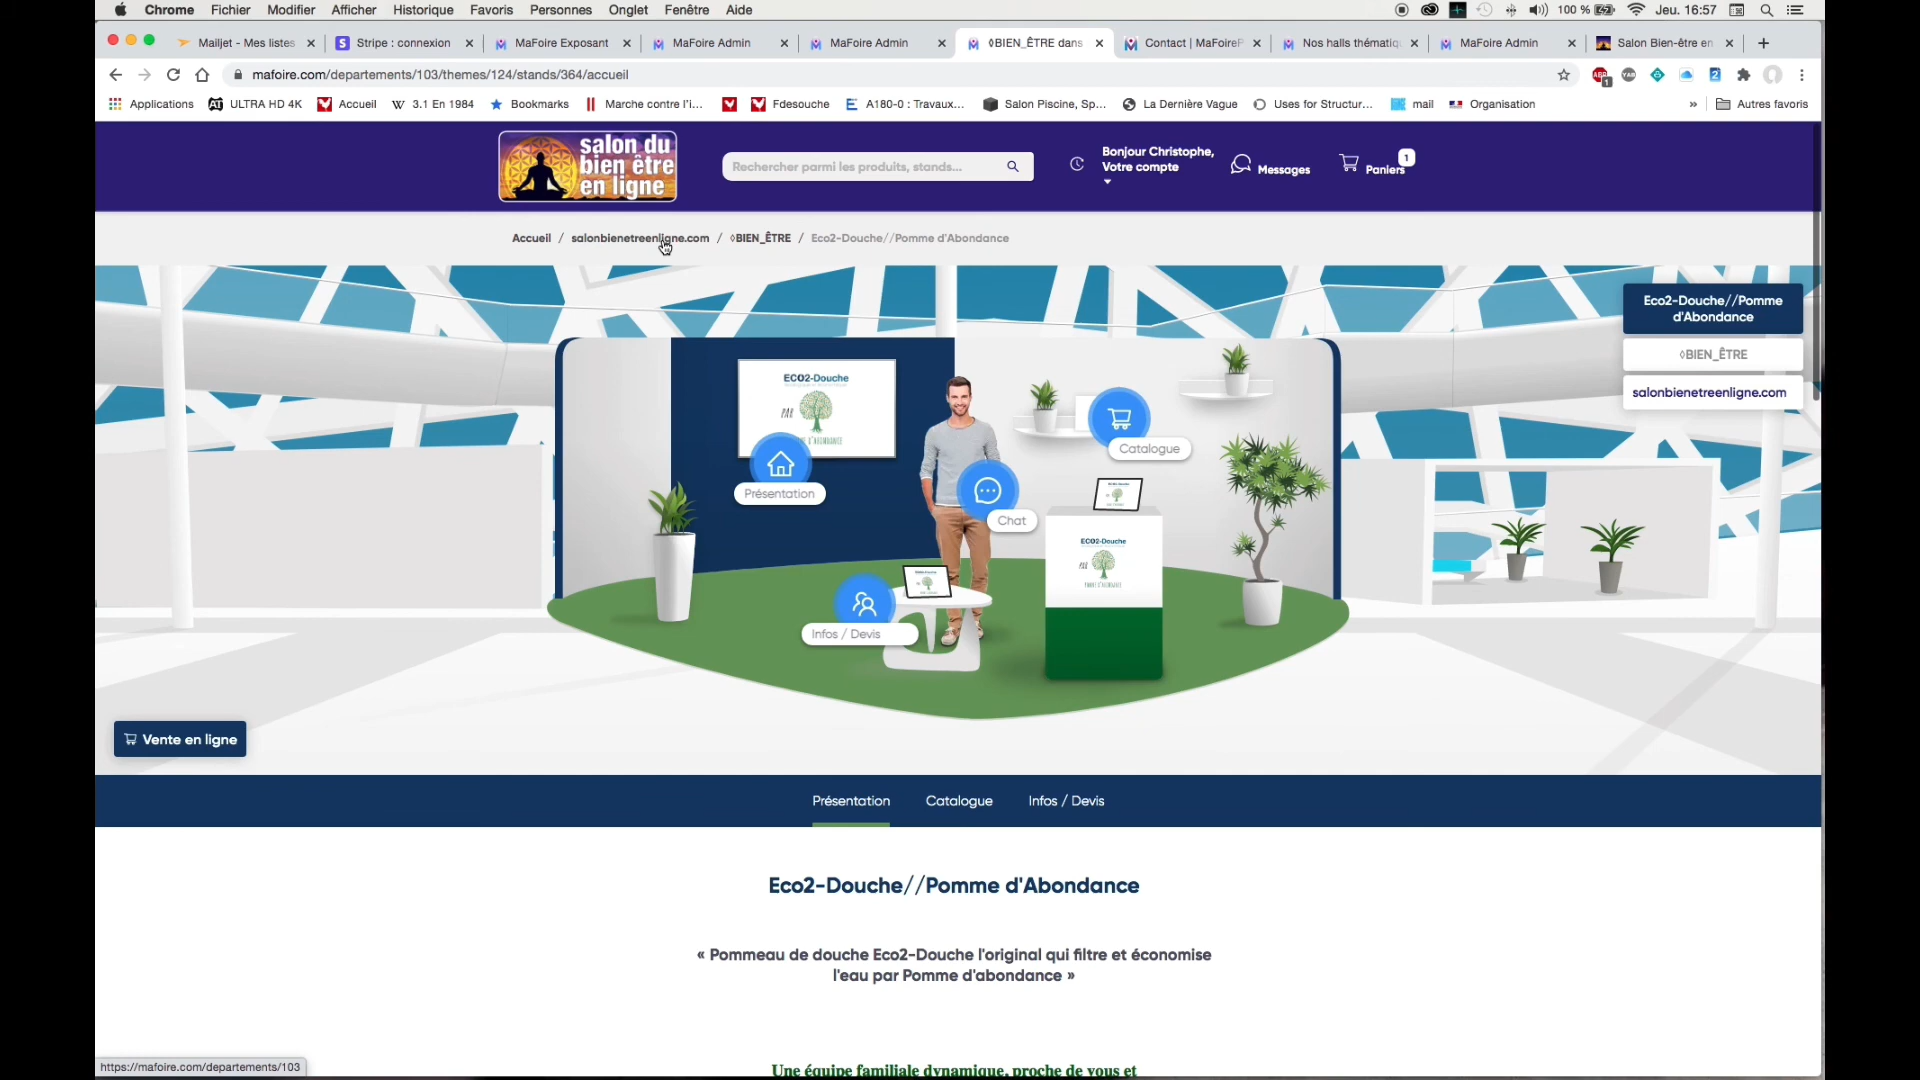 Chrome Fichier Modifier Afficher Historique Favoris Personnes Onglet Fenêtre Aide 100 % Jeu. 16:57
Mailjet - Mes listes Stripe : connexion MaFoire Exposant MaFoire Admin MaFoire Admin ◊BIEN_ÊTRE dans Contact | MaFoireP Nos halls thématiq MaFoire Admin Salon Bien-être en
mafoire.com/departements/103/themes/124/stands/364/accueil
Applications ULTRA HD 4K Accueil 3.1 En 1984 Bookmarks Marche contre l'i... Fdesouche A180-0 : Travaux... Salon Piscine, Sp... La Dernière Vague Uses for Structur... mail Organisation » Autres favoris
salon du
bien être
en ligne
Rechercher parmi les produits, stands...
Bonjour Christophe,
Votre compte
Messages
Paniers 1
Accueil / salonbienetreenligne.com / ◊BIEN_ÊTRE / Eco2-Douche//Pomme d'Abondance
Eco2-Douche//Pomme
d'Abondance
◊BIEN_ÊTRE
salonbienetreenligne.com
ECO2-Douche
PAR
Présentation
Catalogue
Chat
ECO2-Douche
PAR
POMME D'ABONDANCE
Infos / Devis
Vente en ligne
Présentation Catalogue Infos / Devis
Eco2-Douche//Pomme d'Abondance
« Pommeau de douche Eco2-Douche l'original qui filtre et économise
l'eau par Pomme d'abondance »
Une équipe familiale dynamique, proche de vous et
https://mafoire.com/departements/103